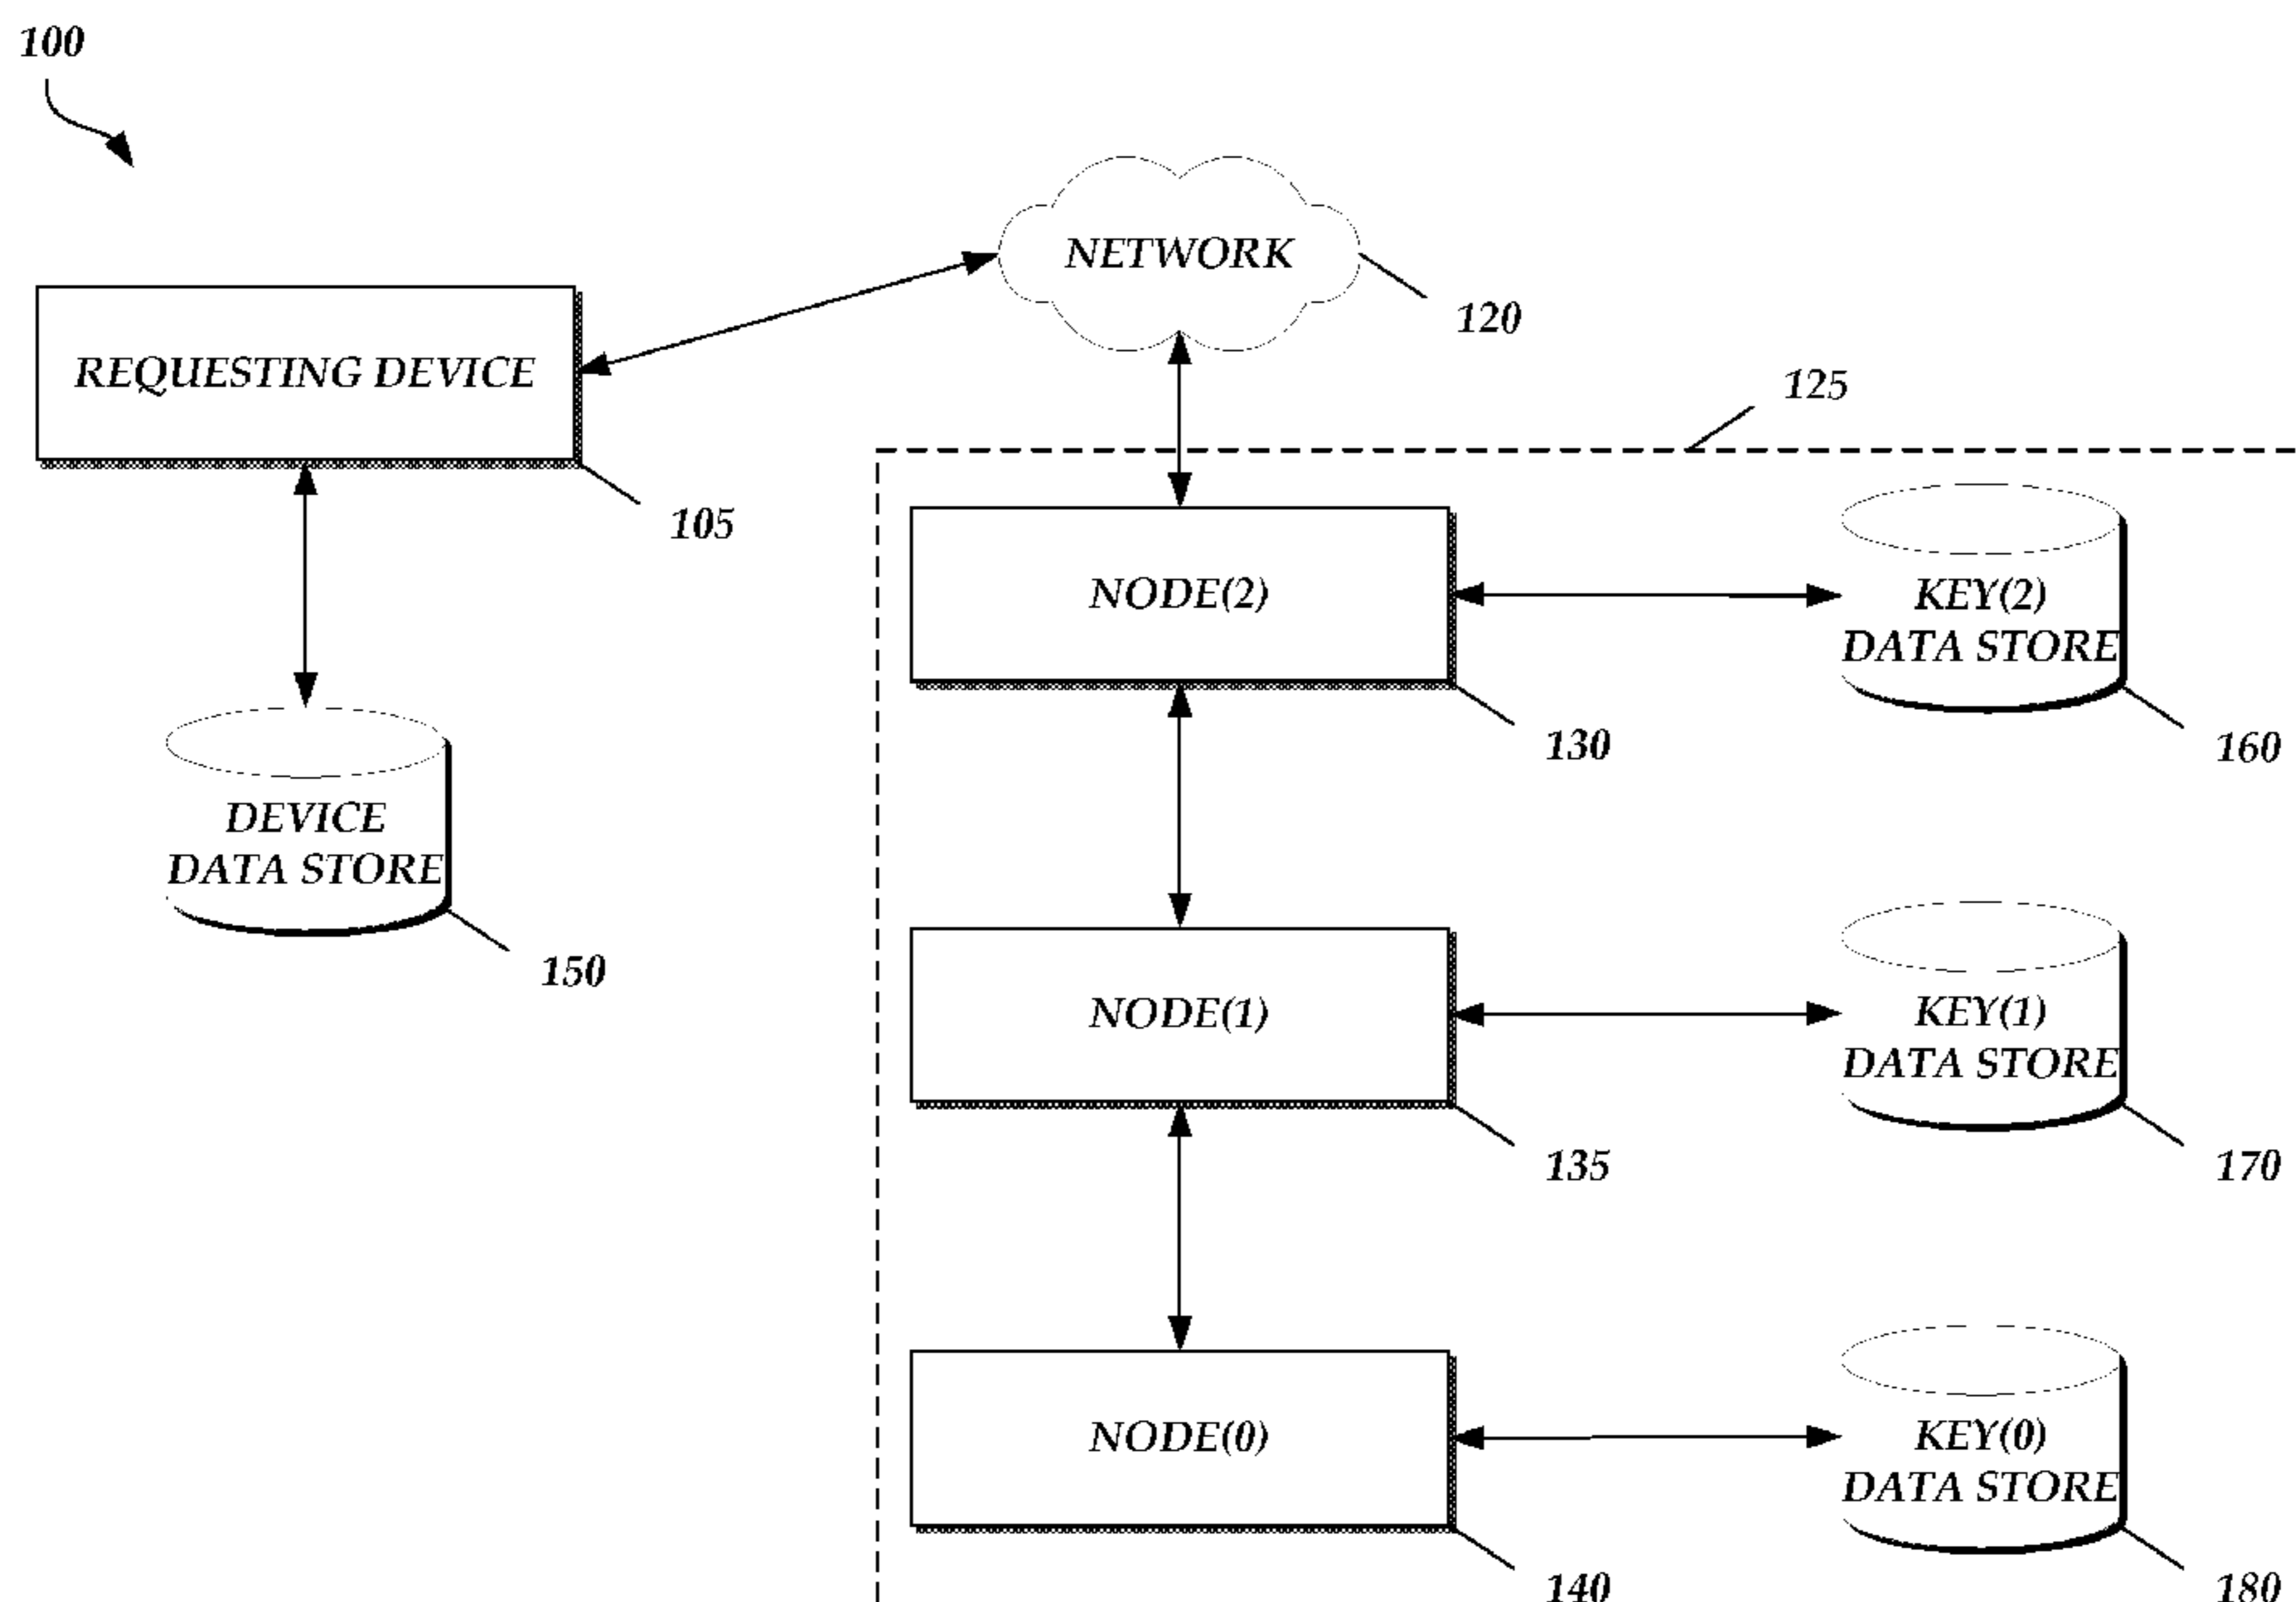 100
NETWORK
120
REQUESTING DEVICE
105
125
NODE(2)
130
KEY(2)
DATA STORE
160
DEVICE
DATA STORE
150
NODE(1)
135
KEY(1)
DATA STORE
170
NODE(0)
140
KEY(0)
DATA STORE
180